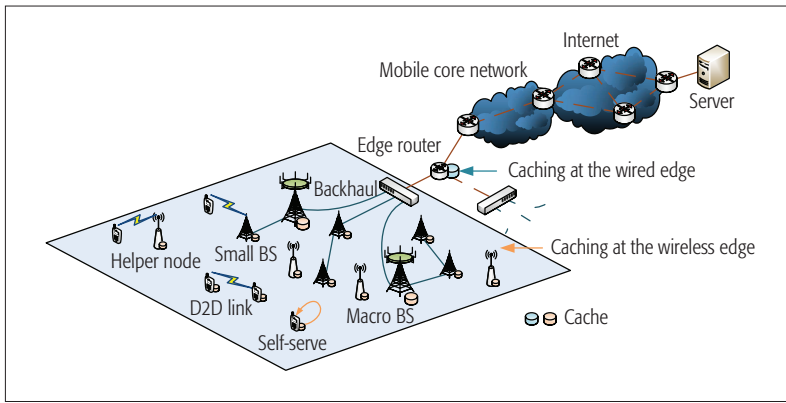 Internet
Mobile core network
Server
Edge router
Caching at the wired edge
Backhaul
Small BS
Helper node
Caching at the wireless edge
D2D link
Macro BS
Cache
Self-serve